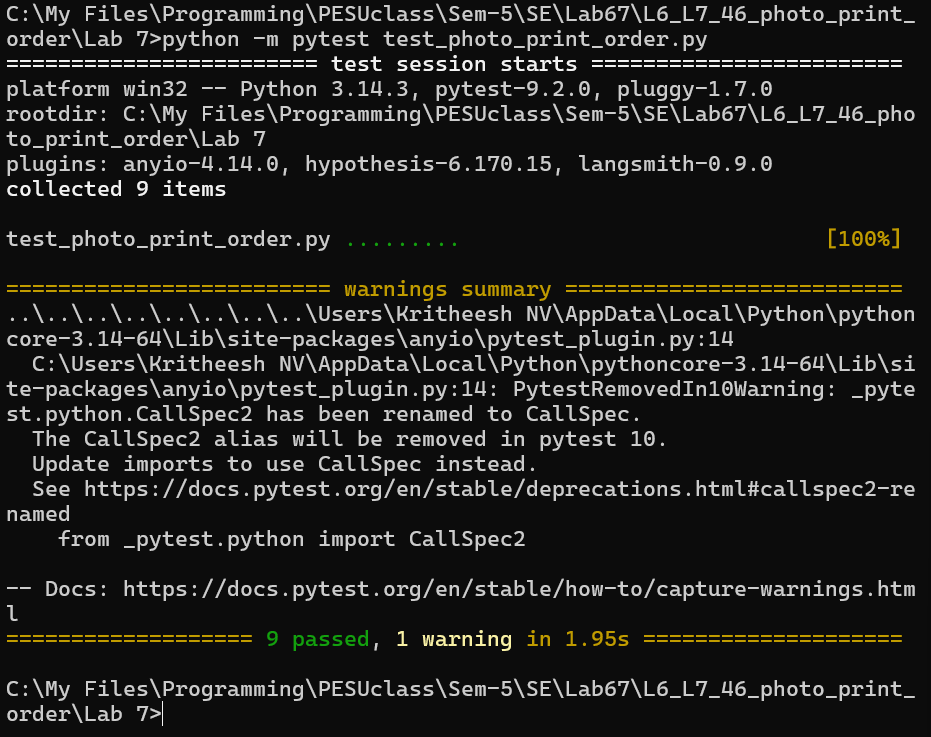 C:\My Files\Programming\PESUclass\Sem-5\SE\Lab67\L6_L7_46_photo_print_
order\Lab 7>python -m pytest test_photo_print_order.py
======================== test session starts ========================
platform win32 -- Python 3.14.3, pytest-9.2.0, pluggy-1.7.0
rootdir: C:\My Files\Programming\PESUclass\Sem-5\SE\Lab67\L6_L7_46_pho
to_print_order\Lab 7
plugins: anyio-4.14.0, hypothesis-6.170.15, langsmith-0.9.0
collected 9 items
test_photo_print_order.py ......... [100%]
========================= warnings summary ==========================
..\..\..\..\..\..\..\..\Users\Kritheesh NV\AppData\Local\Python\python
core-3.14-64\Lib\site-packages\anyio\pytest_plugin.py:14
C:\Users\Kritheesh NV\AppData\Local\Python\pythoncore-3.14-64\Lib\si
te-packages\anyio\pytest_plugin.py:14: PytestRemovedIn10Warning: _pyte
st.python.CallSpec2 has been renamed to CallSpec.
The CallSpec2 alias will be removed in pytest 10.
Update imports to use CallSpec instead.
See https://docs.pytest.org/en/stable/deprecations.html#callspec2-re
named
from _pytest.python import CallSpec2
-- Docs: https://docs.pytest.org/en/stable/how-to/capture-warnings.htm
l
=================== 9 passed, 1 warning in 1.95s ====================
C:\My Files\Programming\PESUclass\Sem-5\SE\Lab67\L6_L7_46_photo_print_
order\Lab 7>